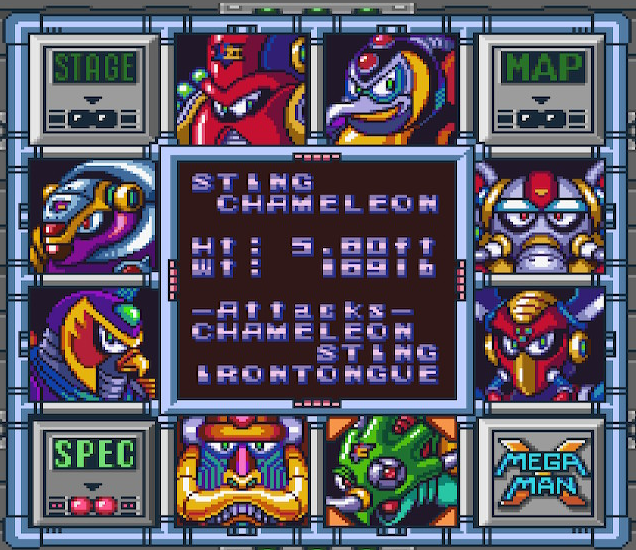 STAGE
MAP
STING
CHAMELEON
Ht: 5.80ft
Wt: 169lb
—Attacks—
CHAMELEON
STING
IRONTONGUE
SPEC
MEGA
MAN
X